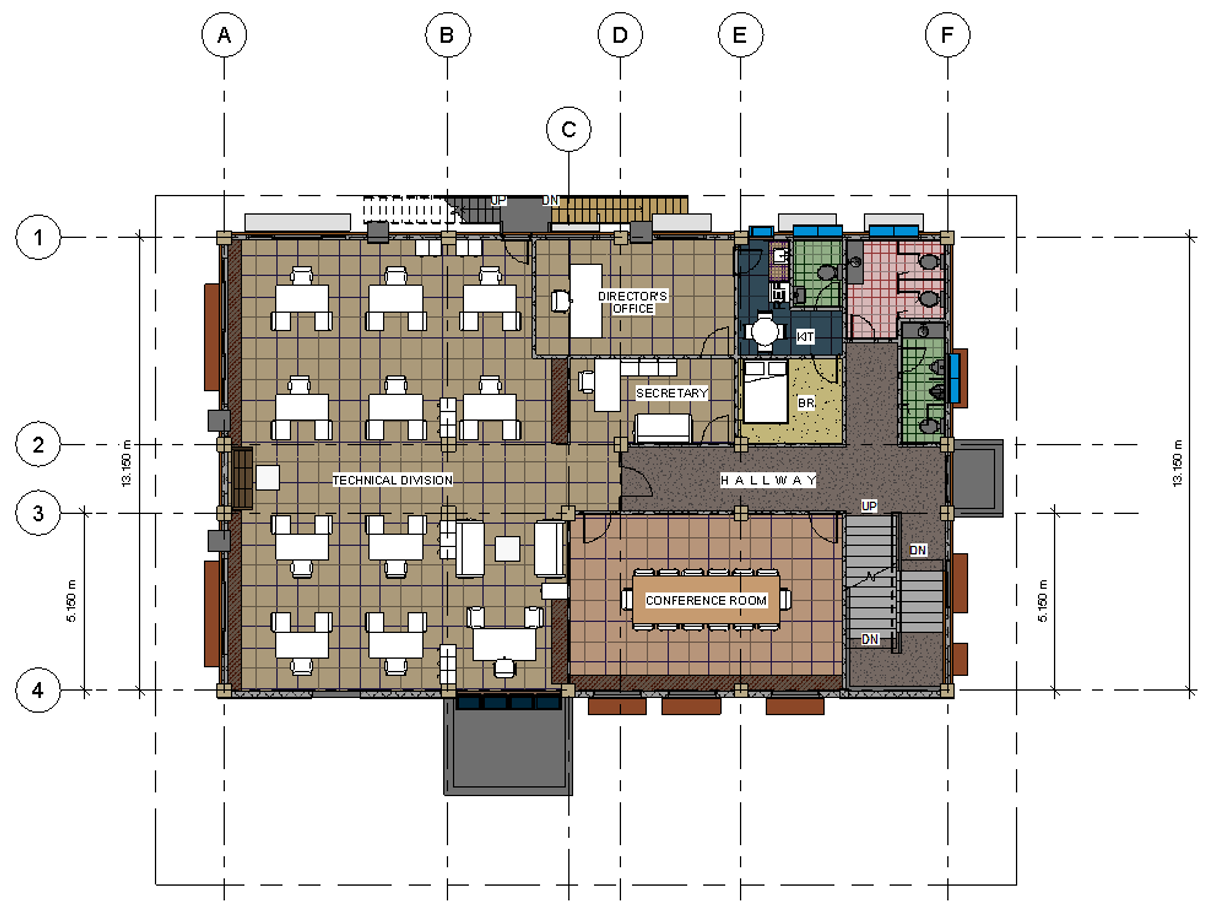 A
B
D
E
F
C
UP
DN
1
DIRECTOR'S
OFFICE
REF
KIT
SECRETARY
BR.
2
13.150 m
13.150 m
TECHNICAL DIVISION
H A L L W A Y
3
UP
DN
5.150 m
5.150 m
CONFERENCE ROOM
DN
4